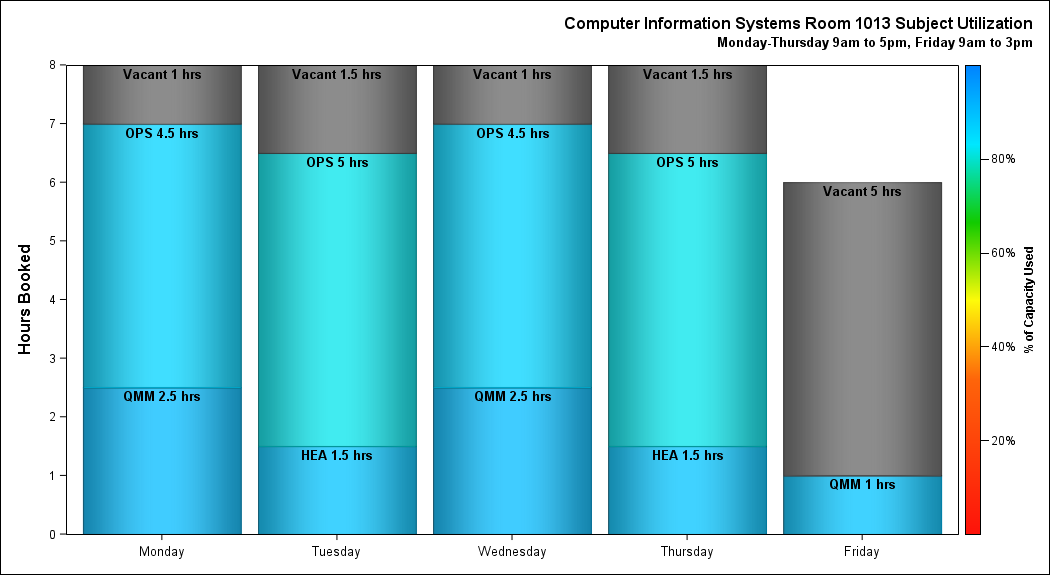 Computer Information Systems Room 1013 Subject Utilization
Monday-Thursday 9am to 5pm, Friday 9am to 3pm
Hours Booked
8
7
6
5
4
3
2
1
0
Vacant 1 hrs
OPS 4.5 hrs
QMM 2.5 hrs
Vacant 1.5 hrs
OPS 5 hrs
HEA 1.5 hrs
Vacant 1 hrs
OPS 4.5 hrs
QMM 2.5 hrs
Vacant 1.5 hrs
OPS 5 hrs
HEA 1.5 hrs
Vacant 5 hrs
QMM 1 hrs
Monday
Tuesday
Wednesday
Thursday
Friday
80%
60%
40%
20%
% of Capacity Used